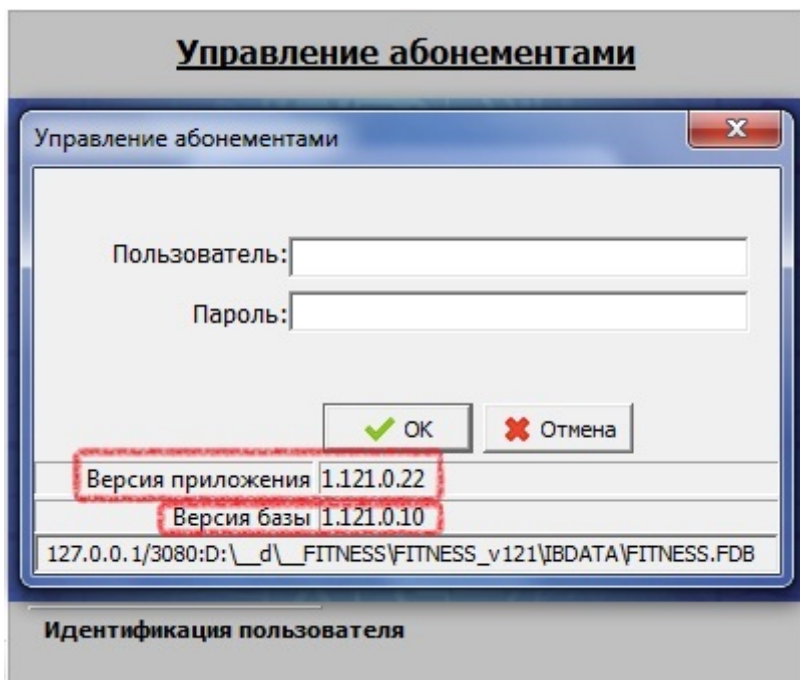 Управление абонементами
Управление абонементами
Пользователь:
Пароль:
OK Отмена
Версия приложения 1.121.0.22
Версия базы 1.121.0.10
127.0.0.1/3080:D:\__d\__FITNESS\FITNESS_v121\IBDATA\FITNESS.FDB
Идентификация пользователя